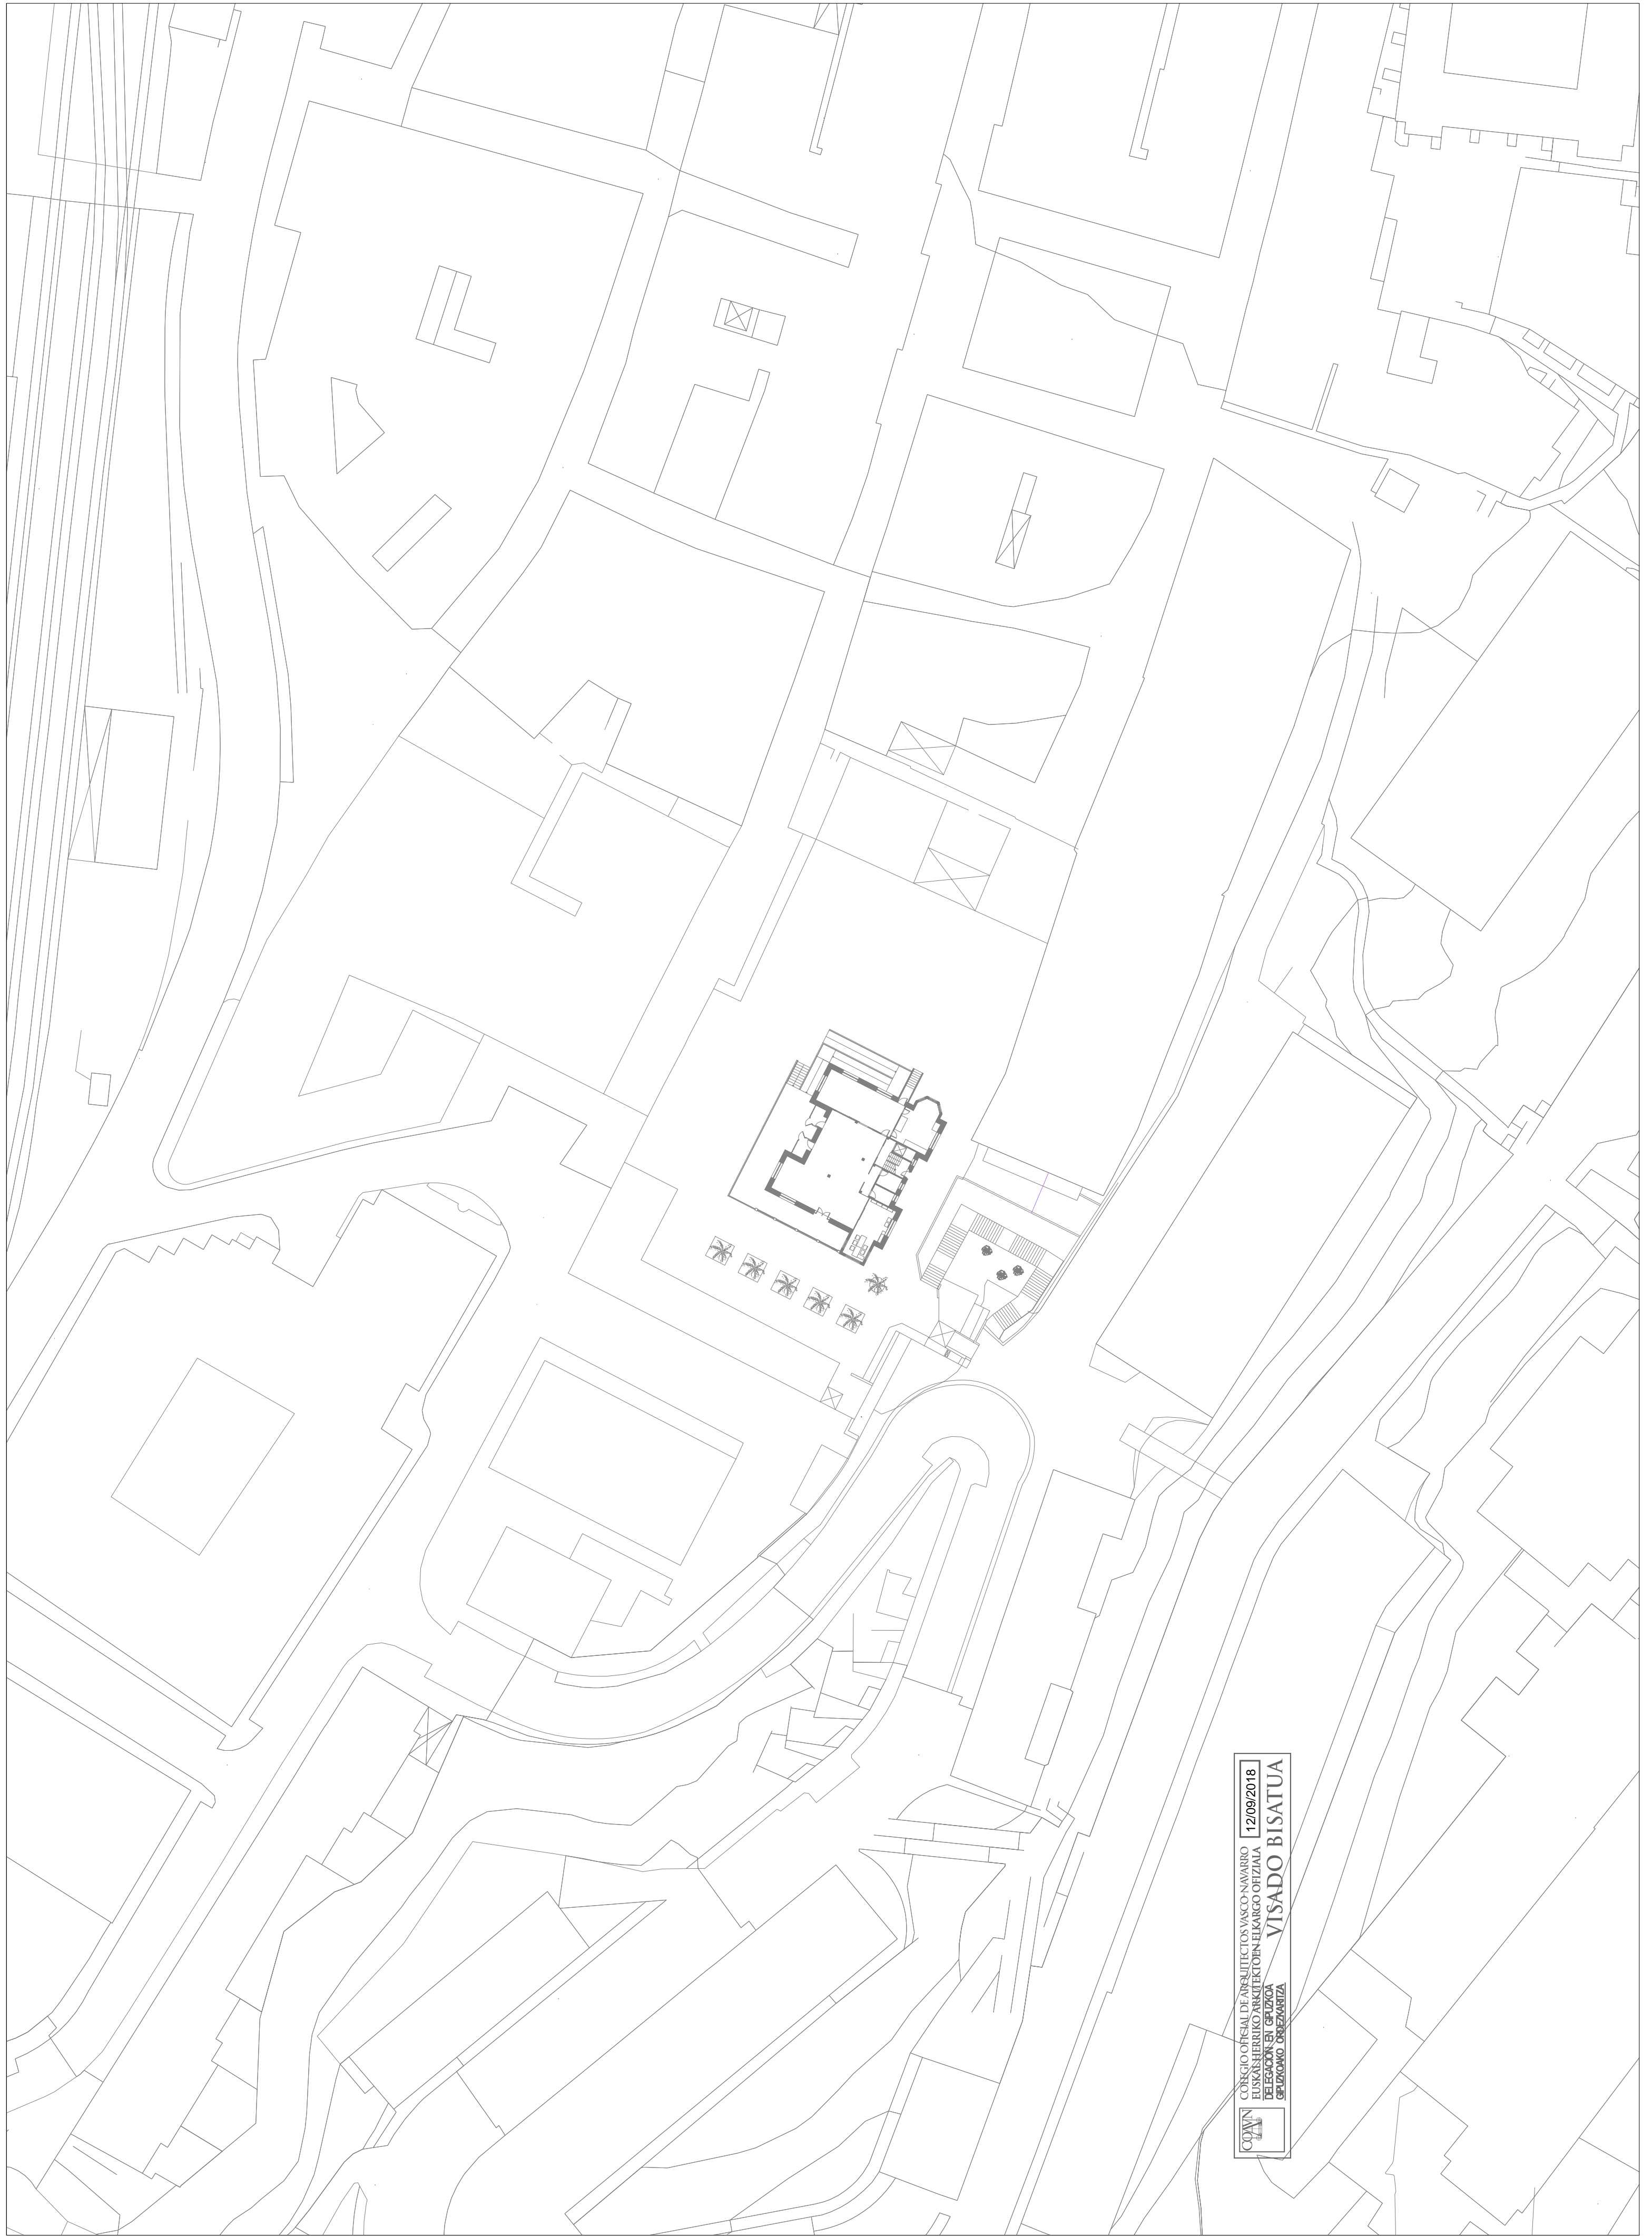 COAVN
COLEGIO OFICIAL DE ARQUITECTOS VASCO-NAVARRO
EUSKAL HERRIKO ARKITEKTOEN ELKARGO OFIZIALA
DELEGACIÓN EN GIPUZKOA
GIPUZKOAKO ORDEZKARITZA
12/09/2018
VISADO BISATUA